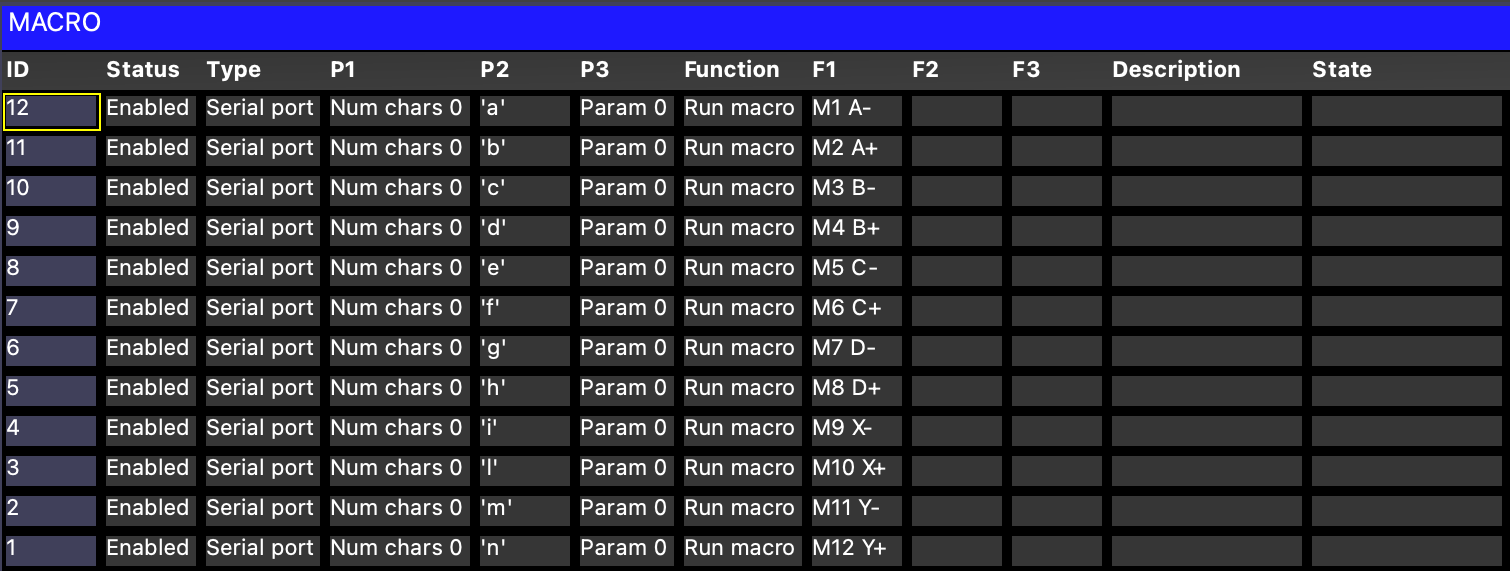 MACRO
ID Status Type P1 P2 P3 Function F1 F2 F3 Description State
12 Enabled Serial port Num chars 0 'a' Param 0 Run macro M1 A-
11 Enabled Serial port Num chars 0 'b' Param 0 Run macro M2 A+
10 Enabled Serial port Num chars 0 'c' Param 0 Run macro M3 B-
9 Enabled Serial port Num chars 0 'd' Param 0 Run macro M4 B+
8 Enabled Serial port Num chars 0 'e' Param 0 Run macro M5 C-
7 Enabled Serial port Num chars 0 'f' Param 0 Run macro M6 C+
6 Enabled Serial port Num chars 0 'g' Param 0 Run macro M7 D-
5 Enabled Serial port Num chars 0 'h' Param 0 Run macro M8 D+
4 Enabled Serial port Num chars 0 'i' Param 0 Run macro M9 X-
3 Enabled Serial port Num chars 0 'l' Param 0 Run macro M10 X+
2 Enabled Serial port Num chars 0 'm' Param 0 Run macro M11 Y-
1 Enabled Serial port Num chars 0 'n' Param 0 Run macro M12 Y+